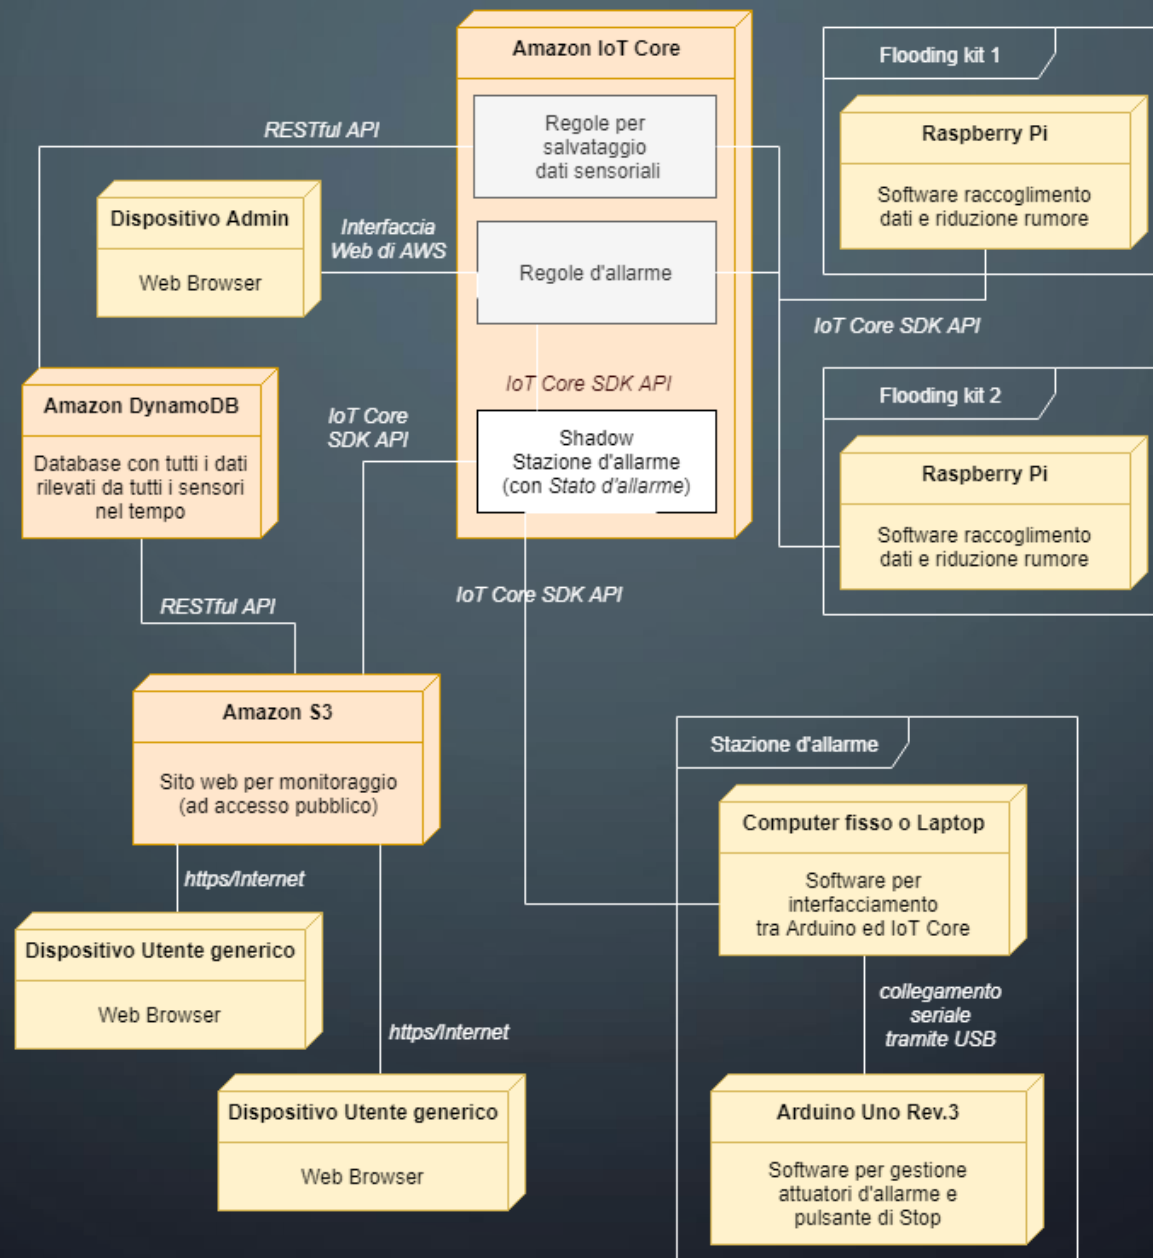 Amazon IoT Core
Regole per
salvataggio
dati sensoriali
Regole d'allarme
IoT Core SDK API
Shadow
Stazione d'allarme
(con Stato d'allarme)
Flooding kit 1
Raspberry Pi
Software raccoglimento
dati e riduzione rumore
IoT Core SDK API
Flooding kit 2
Raspberry Pi
Software raccoglimento
dati e riduzione rumore
RESTful API
Dispositivo Admin
Web Browser
Interfaccia
Web di AWS
Amazon DynamoDB
Database con tutti i dati
rilevati da tutti i sensori
nel tempo
IoT Core
SDK API
RESTful API
IoT Core SDK API
Amazon S3
Sito web per monitoraggio
(ad accesso pubblico)
https/Internet
Dispositivo Utente generico
Web Browser
https/Internet
Dispositivo Utente generico
Web Browser
Stazione d'allarme
Computer fisso o Laptop
Software per
interfacciamento
tra Arduino ed IoT Core
collegamento
seriale
tramite USB
Arduino Uno Rev.3
Software per gestione
attuatori d'allarme e
pulsante di Stop